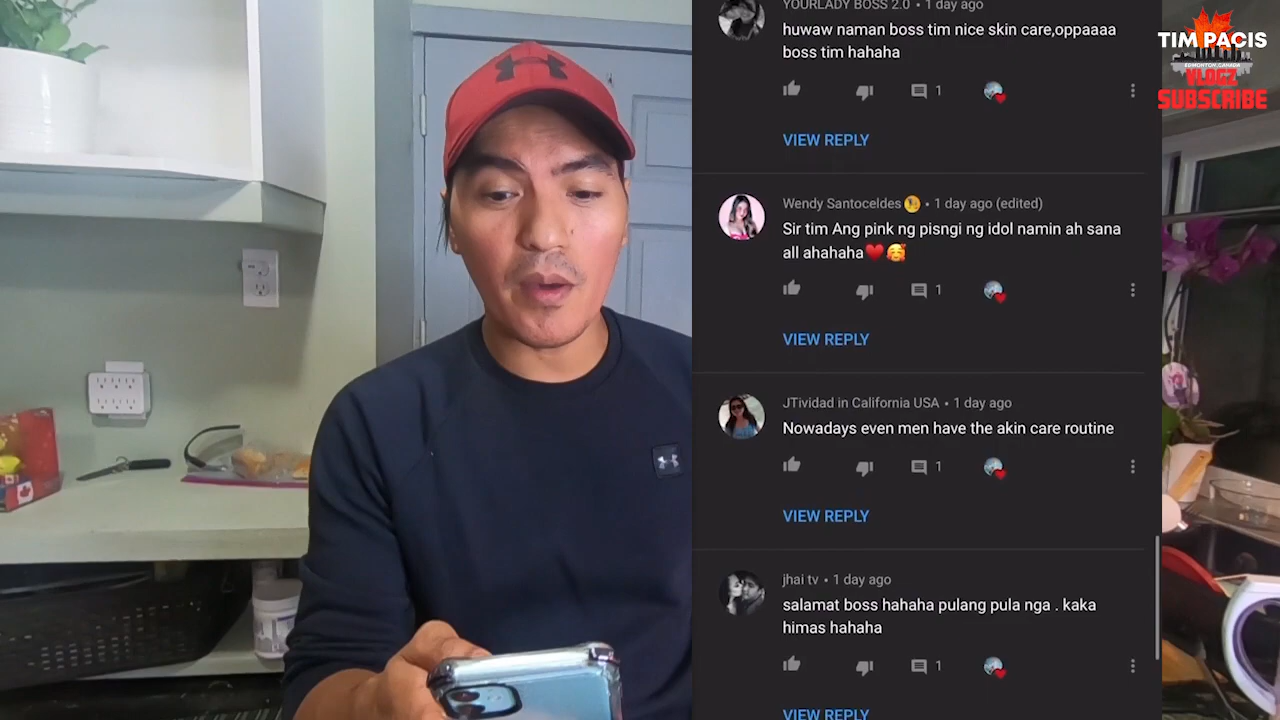 YOURLADY BOSS 2.0 • 1 day ago
huwaw naman boss tim nice skin care,oppaaaa
boss tim hahaha
1
VIEW REPLY
Wendy Santoceldes • 1 day ago (edited)
Sir tim Ang pink ng pisngi ng idol namin ah sana
all ahahaha❤️🥰
1
VIEW REPLY
JTividad in California USA • 1 day ago
Nowadays even men have the akin care routine
1
VIEW REPLY
jhai tv • 1 day ago
salamat boss hahaha pulang pula nga . kaka
himas hahaha
1
VIEW REPLY
TIM PACIS
EDMONTON, CANADA
VLOGZ
SUBSCRIBE